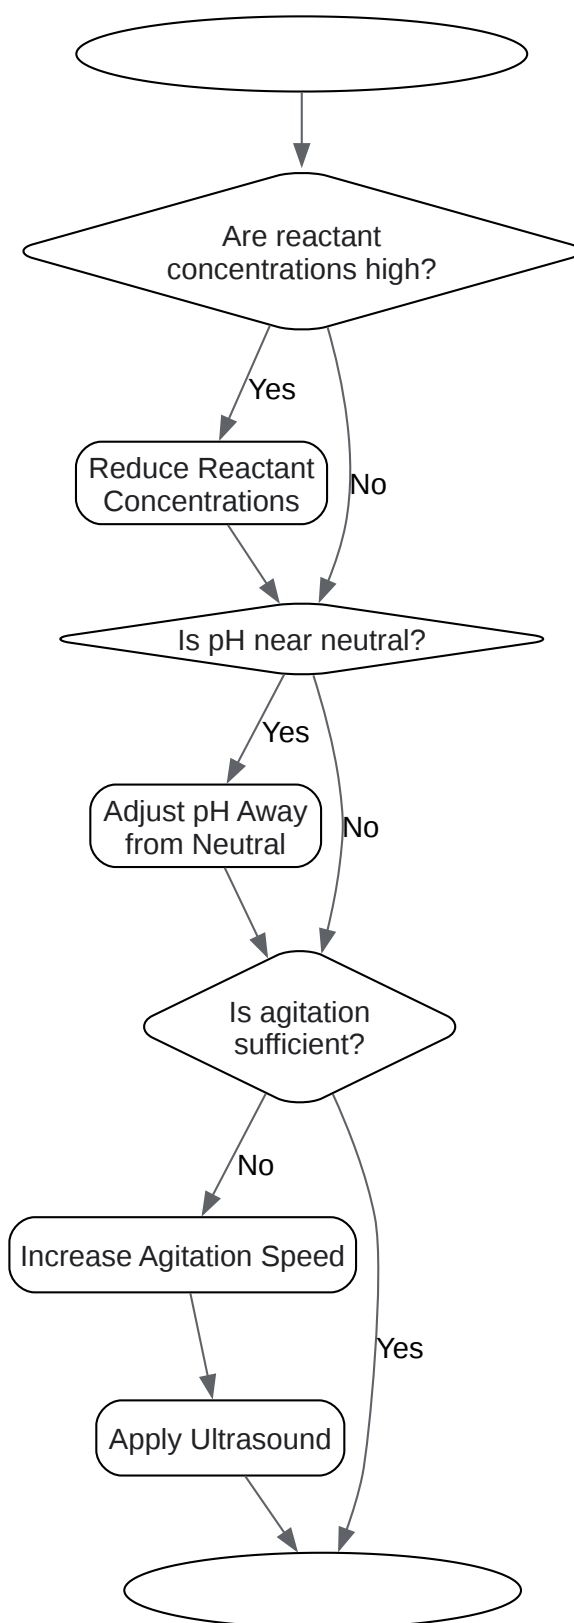 Are reactant
concentrations high?
Yes
Reduce Reactant
Concentrations
No
Is pH near neutral?
Yes
Adjust pH Away
from Neutral
No
Is agitation
sufficient?
No
Increase Agitation Speed
Yes
Apply Ultrasound